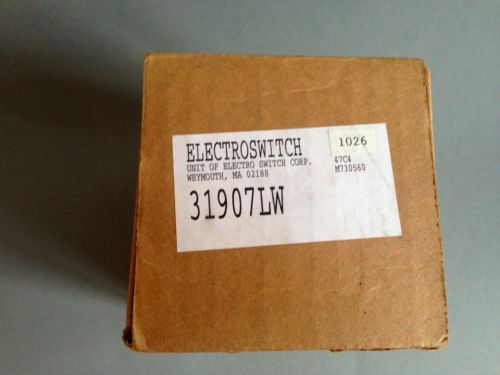 ELECTROSWITCH
UNIT OF ELECTRO SWITCH CORP.
WEYMOUTH, MA 02188
31907LW
1026
47C4
M730560